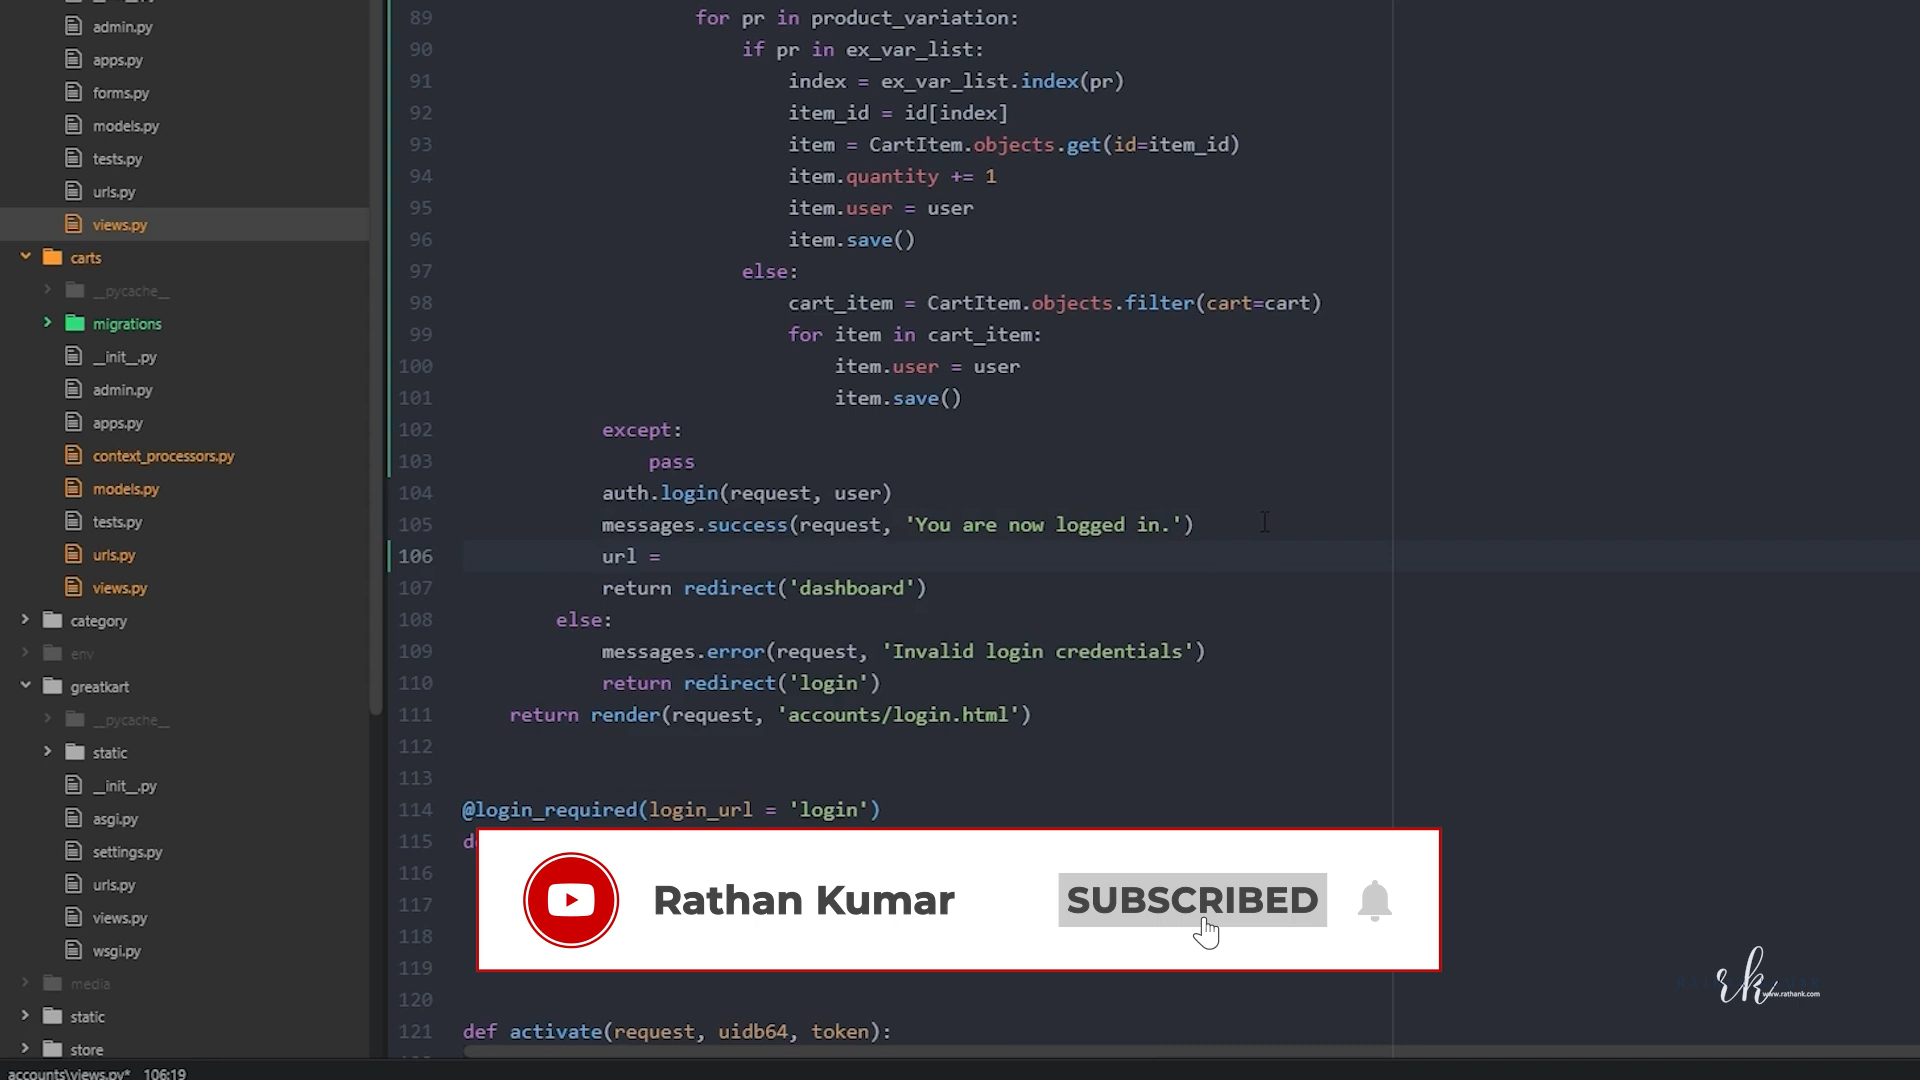 admin.py
apps.py
forms.py
models.py
tests.py
urls.py
views.py
carts
__pycache__
migrations
__init__.py
admin.py
apps.py
context_processors.py
models.py
tests.py
urls.py
views.py
category
env
greatkart
__pycache__
static
__init__.py
asgi.py
settings.py
urls.py
views.py
wsgi.py
media
static
store
89 for pr in product_variation:
90 if pr in ex_var_list:
91 index = ex_var_list.index(pr)
92 item_id = id[index]
93 item = CartItem.objects.get(id=item_id)
94 item.quantity += 1
95 item.user = user
96 item.save()
97 else:
98 cart_item = CartItem.objects.filter(cart=cart)
99 for item in cart_item:
100 item.user = user
101 item.save()
102 except:
103 pass
104 auth.login(request, user)
105 messages.success(request, 'You are now logged in.')
106 url =
107 return redirect('dashboard')
108 else:
109 messages.error(request, 'Invalid login credentials')
110 return redirect('login')
111 return render(request, 'accounts/login.html')
112
113
114 @login_required(login_url = 'login')
115
116
117
118
119
120
121 def activate(request, uidb64, token):
Rathan Kumar
SUBSCRIBED
rk
www.rathank.com
accounts\views.py* 106:19